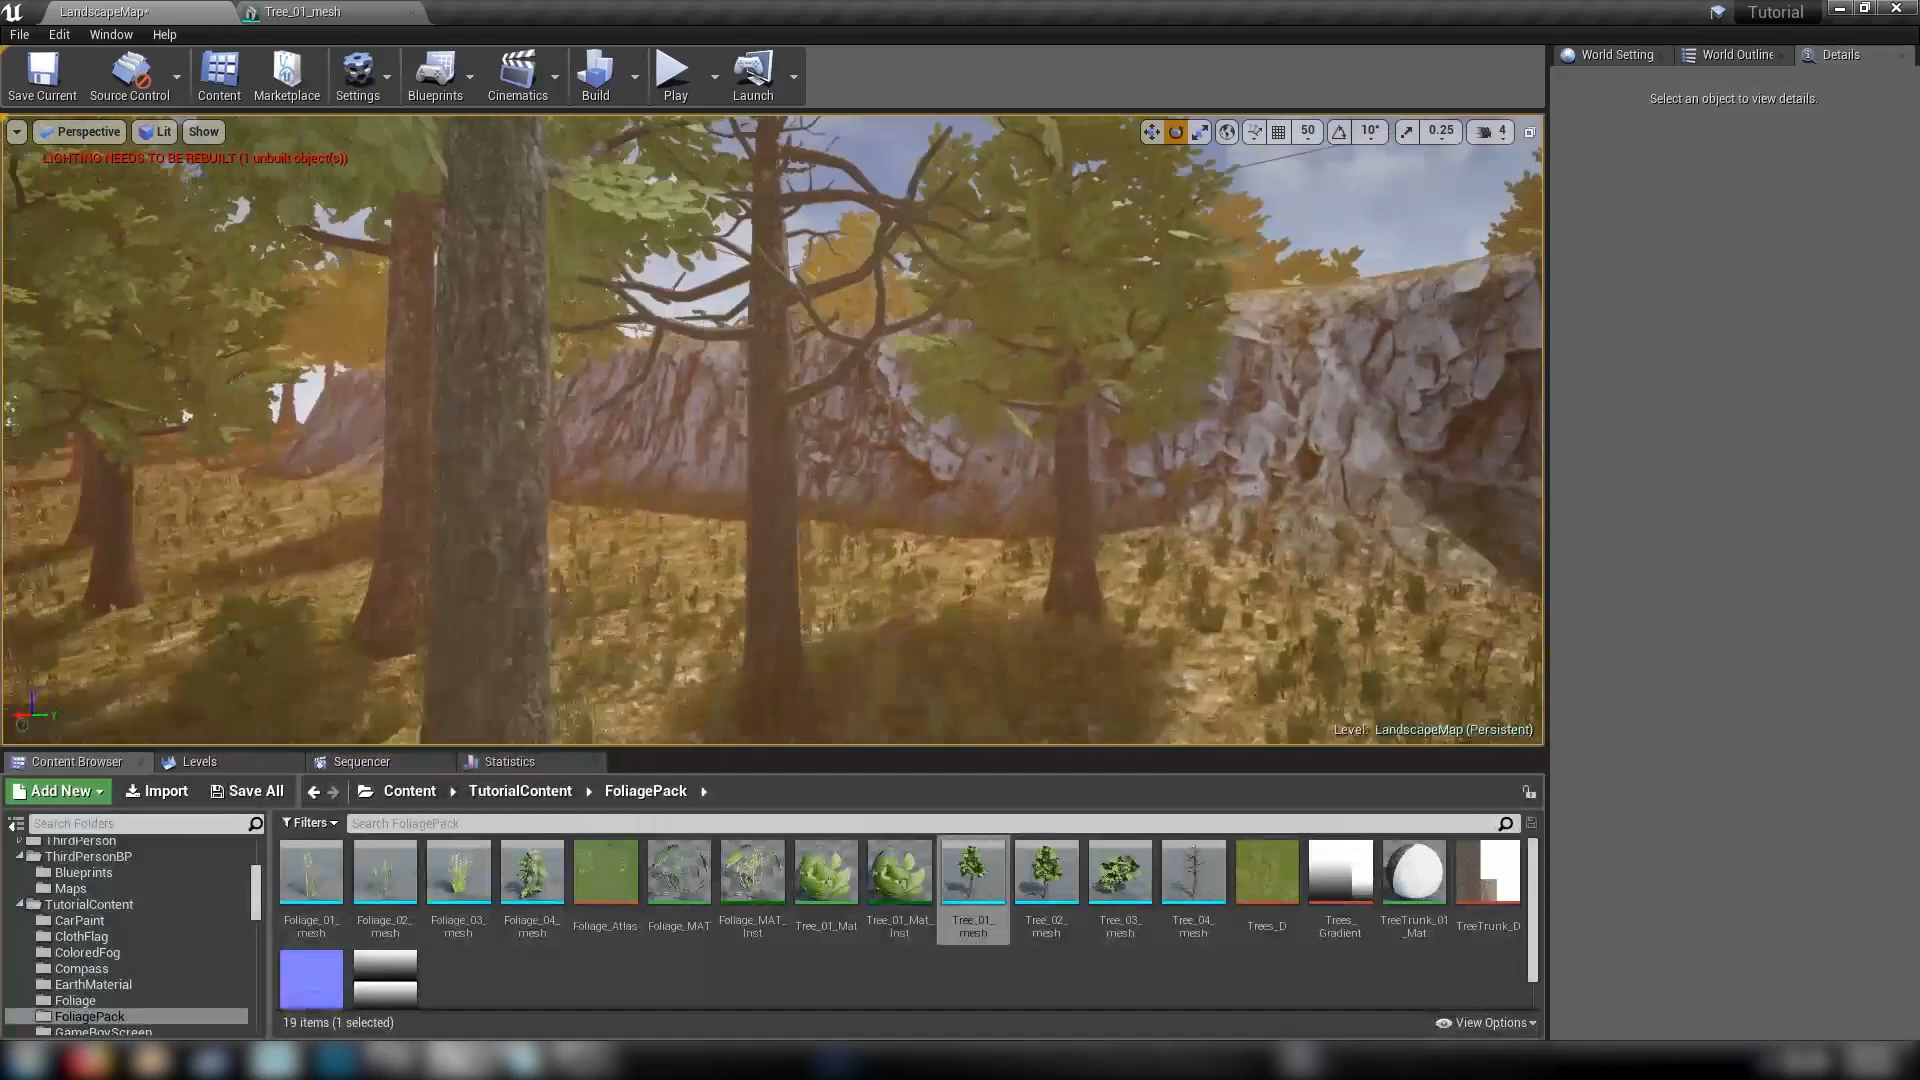 LandscapeMap*
Tree_01_mesh
Tutorial
File Edit Window Help
Save Current
Source Control
Content
Marketplace
Settings
Blueprints
Cinematics
Build
Play
Launch
World Setting
World Outline
Details
Select an object to view details.
Perspective
Lit
Show
50
10°
0.25
4
LIGHTING NEEDS TO BE REBUILT (1 unbuilt object(s))
Y
Level: LandscapeMap (Persistent)
Content Browser
Levels
Sequencer
Statistics
Add New
Import
Save All
Content
TutorialContent
FoliagePack
Search Folders
Filters
Search FoliagePack
ThirdPerson
ThirdPersonBP
Blueprints
Maps
TutorialContent
CarPaint
ClothFlag
ColoredFog
Compass
EarthMaterial
Foliage
FoliagePack
GameBoyScreen
Foliage_01_
mesh
Foliage_02_
mesh
Foliage_03_
mesh
Foliage_04_
mesh
Foliage_Atlas
Foliage_MAT
Foliage_MAT_
Inst
Tree_01_Mat
Tree_01_Mat_
Inst
Tree_01_
mesh
Tree_02_
mesh
Tree_03_
mesh
Tree_04_
mesh
Trees_D
Trees_
Gradient
TreeTrunk_01
_Mat
TreeTrunk_D
19 items (1 selected)
View Options